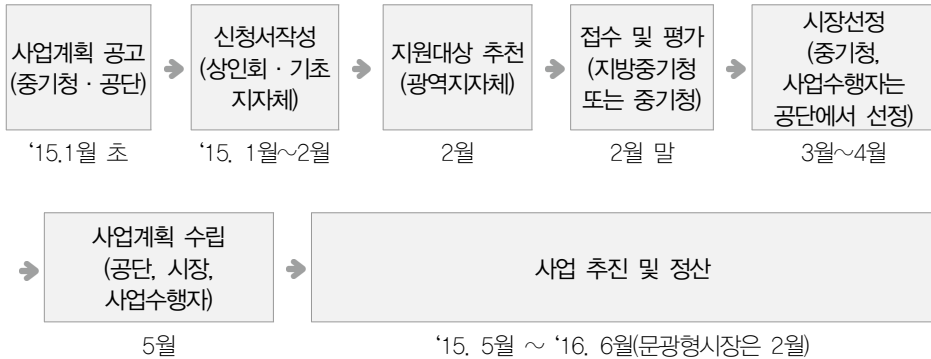 사업계획 공고
(중기청 · 공단)
신청서작성
(상인회 · 기초
지자체)
지원대상 추천
(광역지자체)
접수 및 평가
(지방중기청
또는 중기청)
시장선정
(중기청,
사업수행자는
공단에서 선정)
‘15.1월 초
‘15. 1월~2월
2월
2월 말
3월~4월
사업계획 수립
(공단, 시장,
사업수행자)
사업 추진 및 정산
5월
‘15. 5월 ~ ‘16. 6월(문광형시장은 2월)